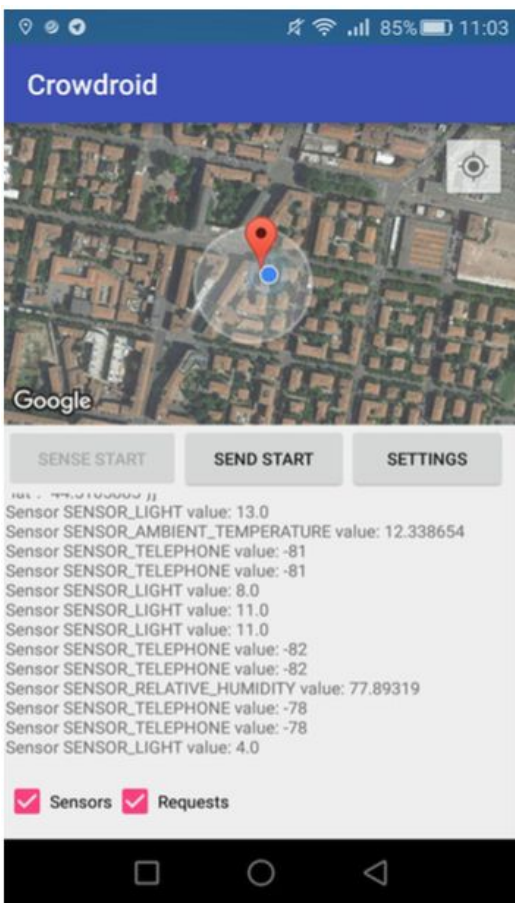 85% 11:03
Crowdroid
Google
SENSE START SEND START SETTINGS
Sensor SENSOR_LIGHT value: 13.0
Sensor SENSOR_AMBIENT_TEMPERATURE value: 12.338654
Sensor SENSOR_TELEPHONE value: -81
Sensor SENSOR_TELEPHONE value: -81
Sensor SENSOR_LIGHT value: 8.0
Sensor SENSOR_LIGHT value: 11.0
Sensor SENSOR_LIGHT value: 11.0
Sensor SENSOR_TELEPHONE value: -82
Sensor SENSOR_TELEPHONE value: -82
Sensor SENSOR_RELATIVE_HUMIDITY value: 77.89319
Sensor SENSOR_TELEPHONE value: -78
Sensor SENSOR_TELEPHONE value: -78
Sensor SENSOR_LIGHT value: 4.0
Sensors Requests